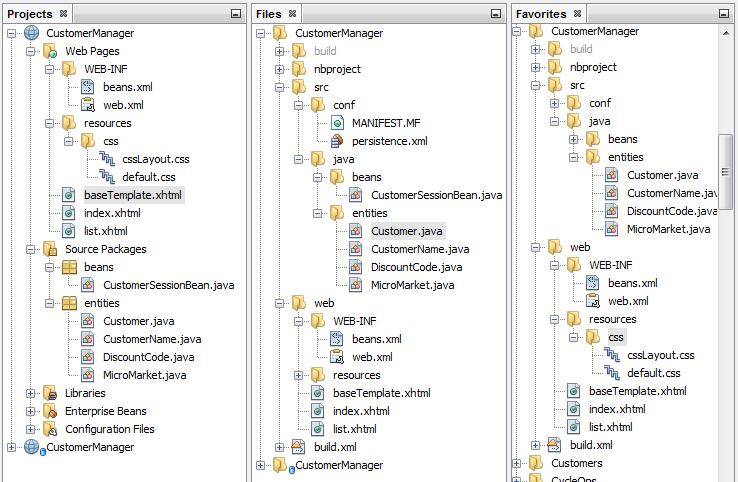 Projects
CustomerManager
Web Pages
WEB-INF
beans.xml
web.xml
resources
css
cssLayout.css
default.css
baseTemplate.xhtml
index.xhtml
list.xhtml
Source Packages
beans
CustomerSessionBean.java
entities
Customer.java
CustomerName.java
DiscountCode.java
MicroMarket.java
Libraries
Enterprise Beans
Configuration Files
CustomerManager
Files
CustomerManager
build
nbproject
src
conf
MANIFEST.MF
persistence.xml
java
beans
CustomerSessionBean.java
entities
Customer.java
CustomerName.java
DiscountCode.java
MicroMarket.java
web
WEB-INF
beans.xml
web.xml
resources
baseTemplate.xhtml
index.xhtml
list.xhtml
build.xml
CustomerManager
Favorites
CustomerManager
build
nbproject
src
conf
java
beans
entities
Customer.java
CustomerName.java
DiscountCode.java
MicroMarket.java
web
WEB-INF
beans.xml
web.xml
resources
css
cssLayout.css
default.css
baseTemplate.xhtml
index.xhtml
list.xhtml
build.xml
Customers
CycleOps